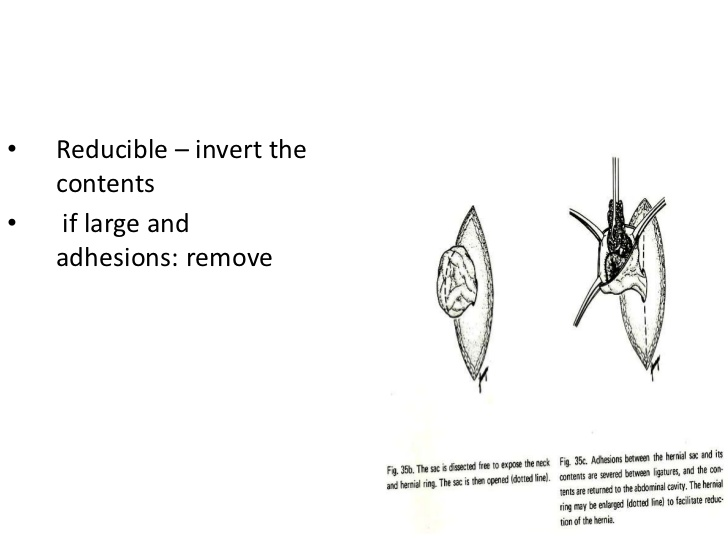 • Reducible – invert the
contents
• if large and
adhesions: remove
Fig. 35b. The sac is dissected free to expose the neck
and hernial ring. The sac is then opened (dotted line).
Fig. 35c. Adhesions between the hernial sac and its
contents are severed between ligatures, and the con-
tents are returned to the abdominal cavity. The hernial
ring may be enlarged (dotted line) to facilitate reduc-
tion of the hernia.